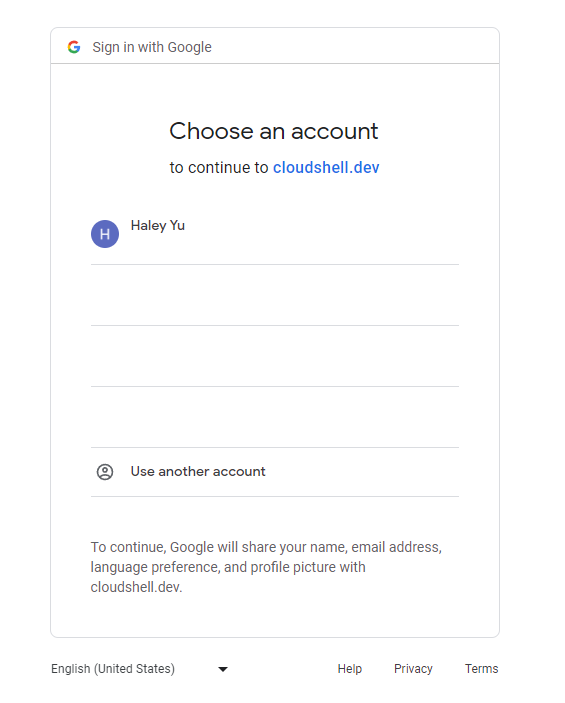 Sign in with Google
Choose an account
to continue to cloudshell.dev
H
Haley Yu
Use another account
To continue, Google will share your name, email address,
language preference, and profile picture with
cloudshell.dev.
English (United States)
Help
Privacy
Terms